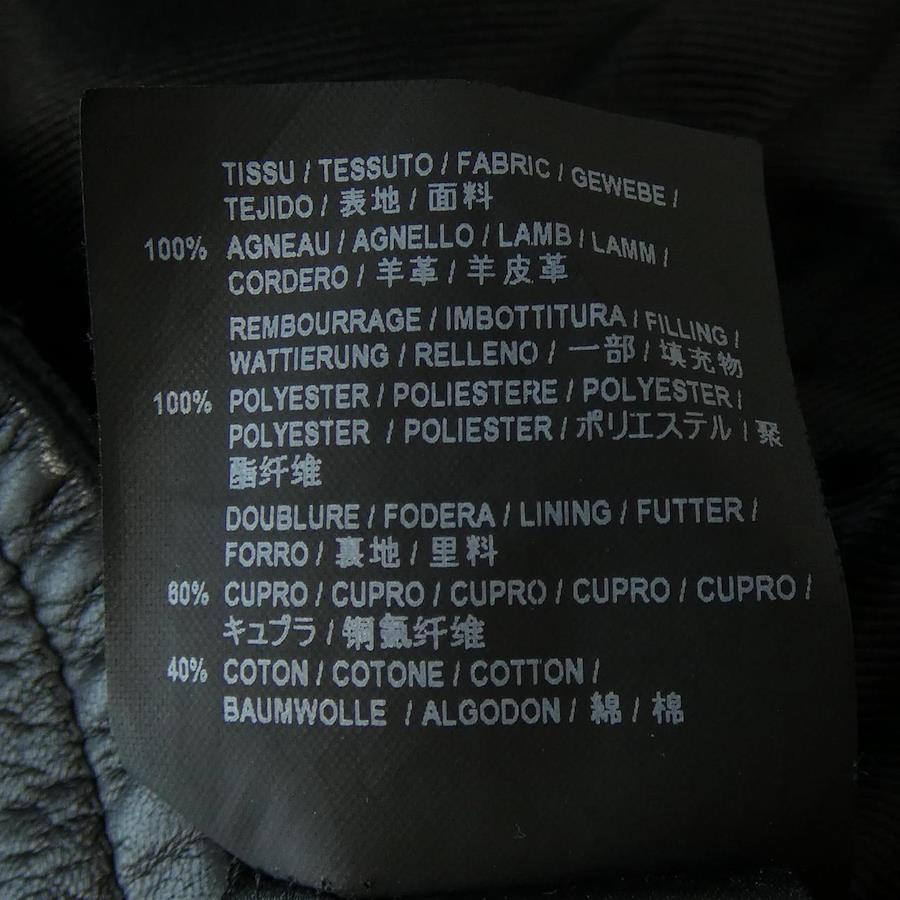 TISSU / TESSUTO / FABRIC / GEWEBE /
TEJIDO / 表地 / 面料
100% AGNEAU / AGNELLO / LAMB / LAMM /
CORDERO / 羊革 / 羊皮革
REMBOURRAGE / IMBOTTITURA / FILLING /
WATTIERUNG / RELLENO / 一部 / 填充物
100% POLYESTER / POLIESTERE / POLYESTER /
POLYESTER / POLIESTER / ポリエステル / 聚
酯纤维
DOUBLURE / FODERA / LINING / FUTTER /
FORRO / 裏地 / 里料
60% CUPRO / CUPRO / CUPRO / CUPRO / CUPRO /
キュプラ / 铜氨纤维
40% COTON / COTONE / COTTON /
BAUMWOLLE / ALGODON / 綿 / 棉